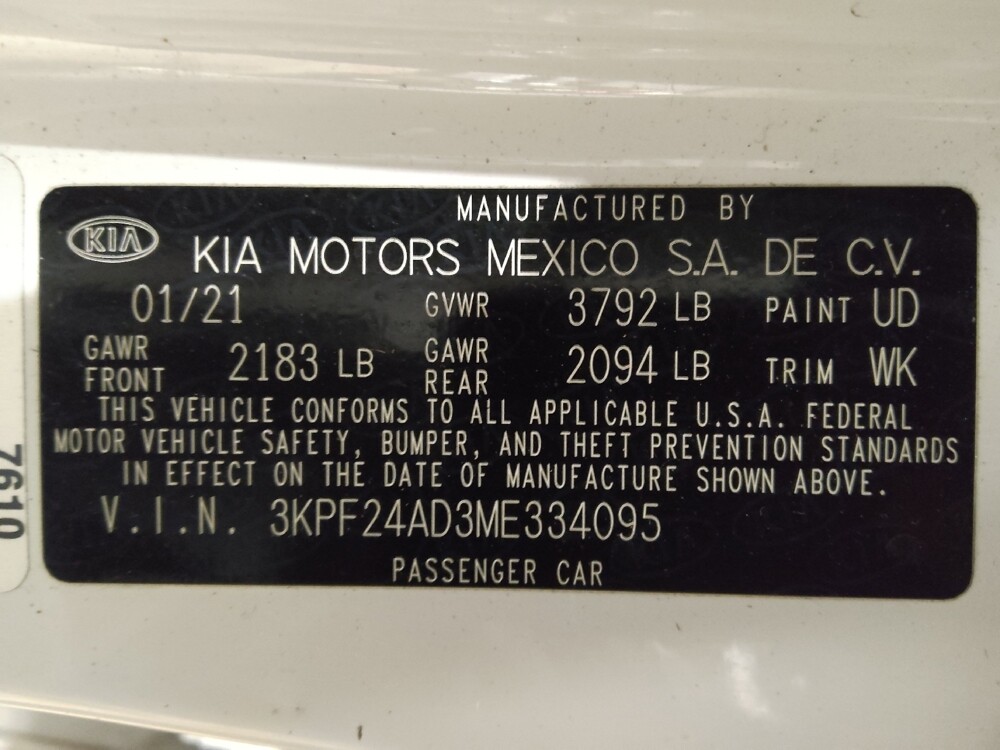 MANUFACTURED BY
KIA KIA MOTORS MEXICO S.A. DE C.V.
01/21 GVWR 3792 LB PAINT UD
GAWR FRONT 2183 LB GAWR REAR 2094 LB TRIM WK
THIS VEHICLE CONFORMS TO ALL APPLICABLE U.S.A. FEDERAL
MOTOR VEHICLE SAFETY, BUMPER, AND THEFT PREVENTION STANDARDS
IN EFFECT ON THE DATE OF MANUFACTURE SHOWN ABOVE.
V.I.N. 3KPF24AD3ME334095
PASSENGER CAR
7610